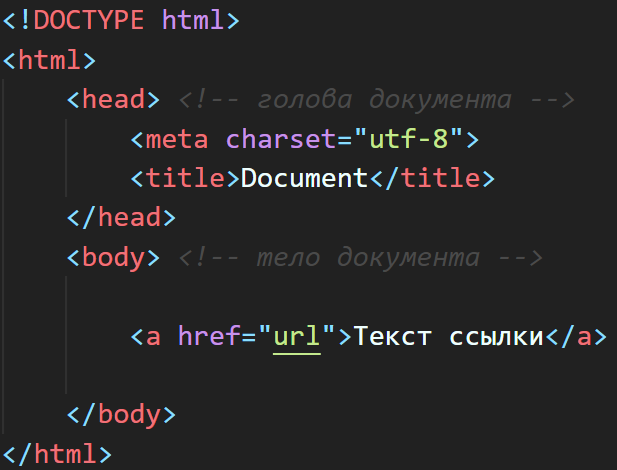 <!DOCTYPE html>
<html>
    <head> <!-- голова документа -->
        <meta charset="utf-8">
        <title>Document</title>
    </head>
    <body> <!-- тело документа -->

        <a href="url">Текст ссылки</a>

    </body>
</html>